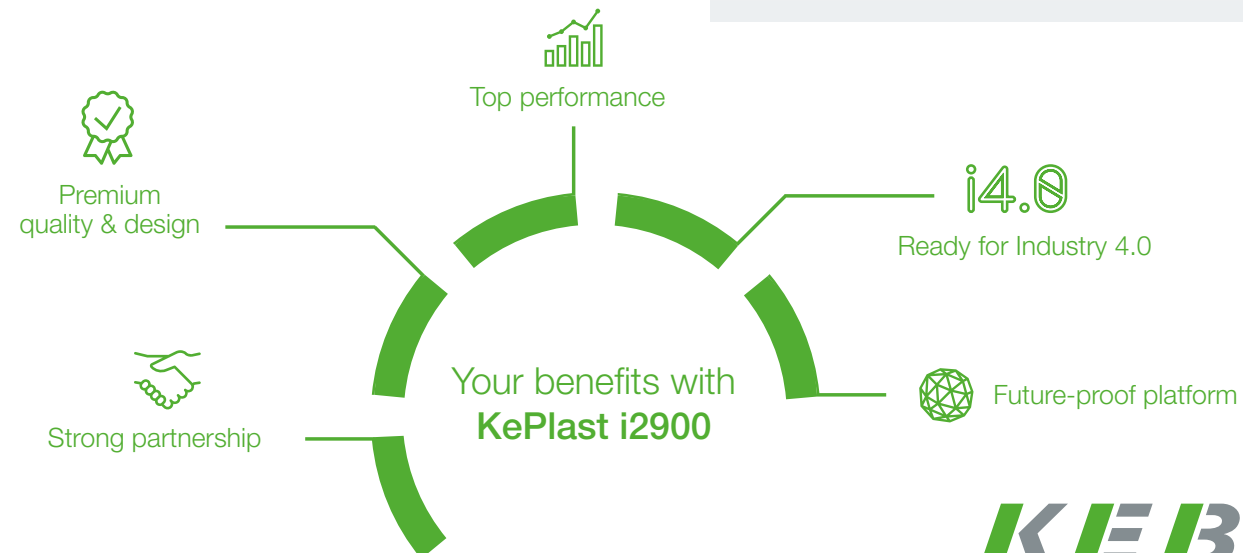 Top performance
Premium
quality & design
i4.0
Ready for Industry 4.0
Your benefits with
KePlast i2900
Future-proof platform
Strong partnership
KEB